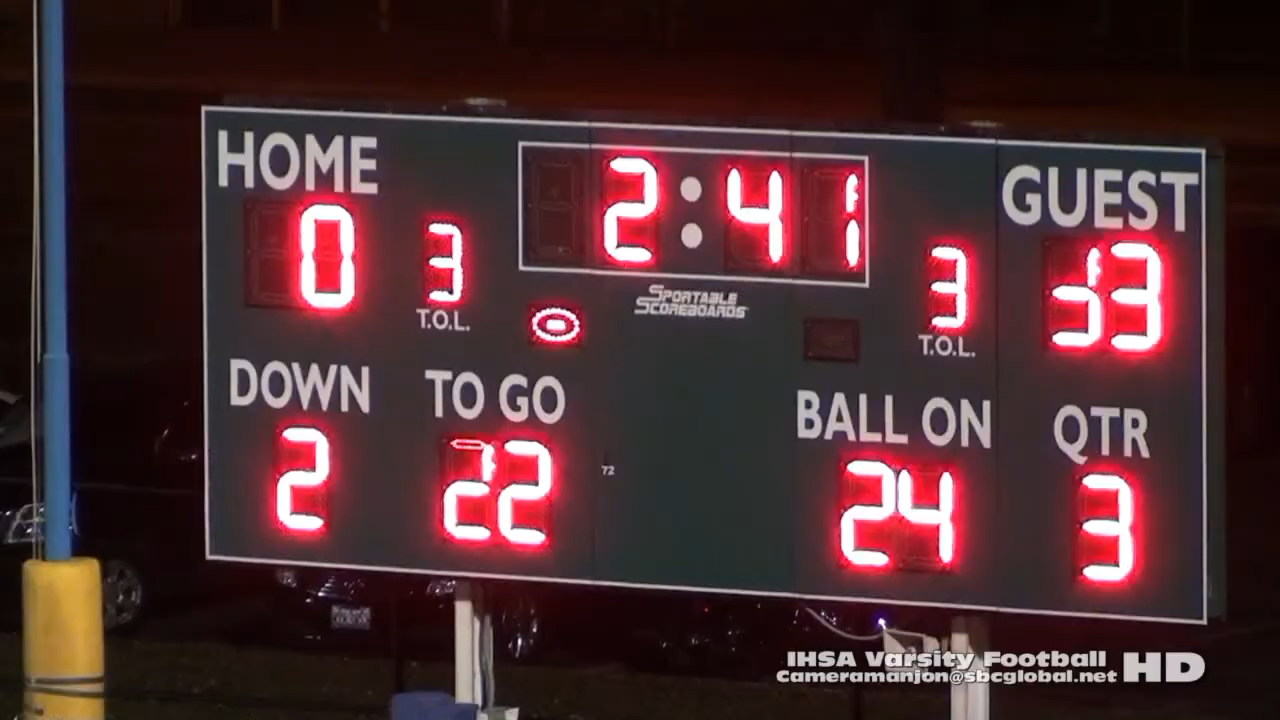 HOME
2:41
GUEST
0
3
T.O.L.
3
T.O.L.
33
SPORTABLE
SCOREBOARDS
DOWN
TO GO
BALL ON
QTR
2
22
72
24
3
IHSA Varsity Football HD
cameramanjon@sbcglobal.net